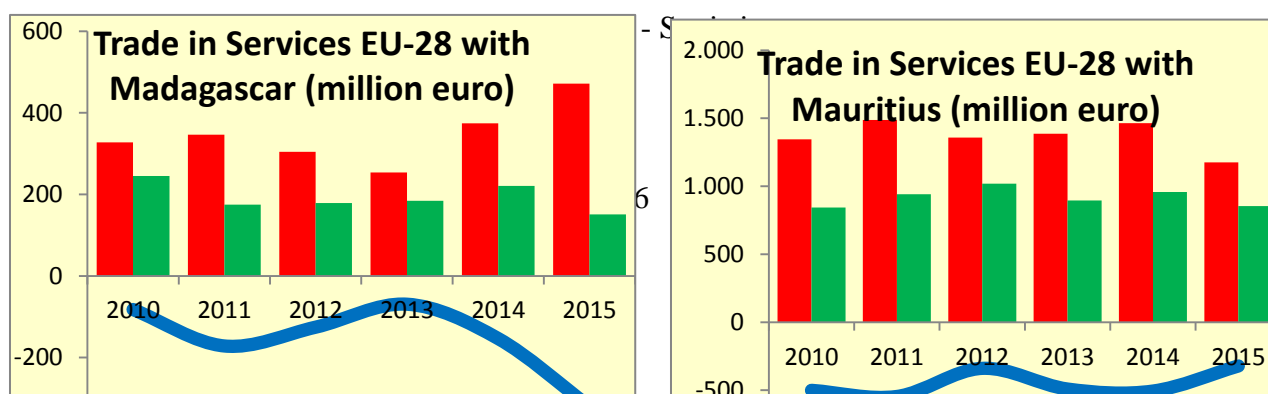 Trade in Services EU-28 with
Madagascar (million euro)
600
400
200
0
-200
2010 2011 2012 2013 2014 2015
-
6
Trade in Services EU-28 with
Mauritius (million euro)
2.000
1.500
1.000
500
0
-500
2010 2011 2012 2013 2014 2015